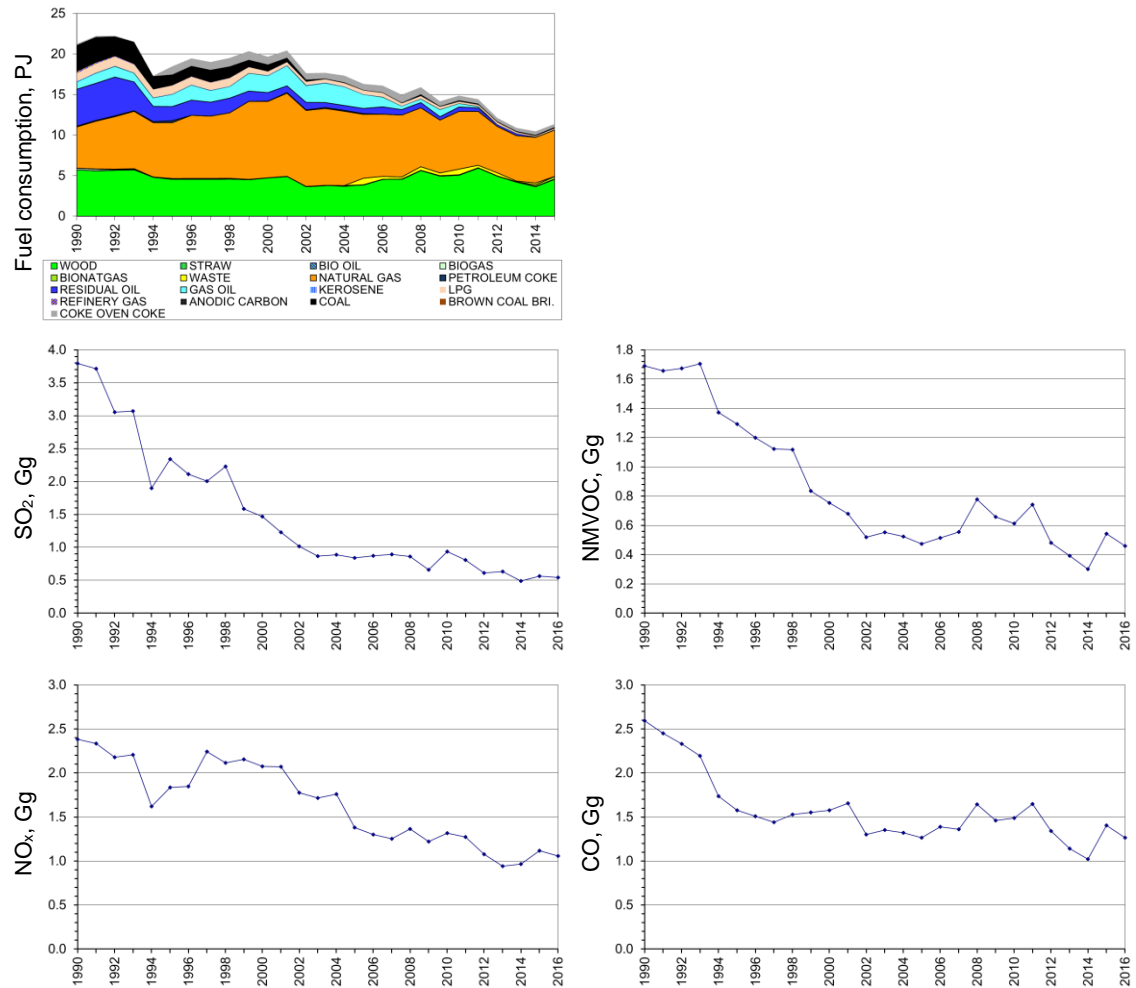 25
20
15
10
5
0
Fuel consumption, PJ
1990 1992 1994 1996 1998 2000 2002 2004 2006 2008 2010 2012 2014
WOOD STRAW BIO OIL BIOGAS
BIONATGAS WASTE NATURAL GAS PETROLEUM COKE
RESIDUAL OIL GAS OIL KEROSENE LPG
REFINERY GAS ANODIC CARBON COAL BROWN COAL BRI.
COKE OVEN COKE
4.0
3.5
3.0
2.5
2.0
1.5
1.0
0.5
0.0
SO₂, Gg
1990 1992 1994 1996 1998 2000 2002 2004 2006 2008 2010 2012 2014 2016
1.8
1.6
1.4
1.2
1.0
0.8
0.6
0.4
0.2
0.0
NMVOC, Gg
1990 1992 1994 1996 1998 2000 2002 2004 2006 2008 2010 2012 2014 2016
3.0
2.5
2.0
1.5
1.0
0.5
0.0
NOₓ, Gg
1990 1992 1994 1996 1998 2000 2002 2004 2006 2008 2010 2012 2014 2016
3.0
2.5
2.0
1.5
1.0
0.5
0.0
CO, Gg
1990 1992 1994 1996 1998 2000 2002 2004 2006 2008 2010 2012 2014 2016